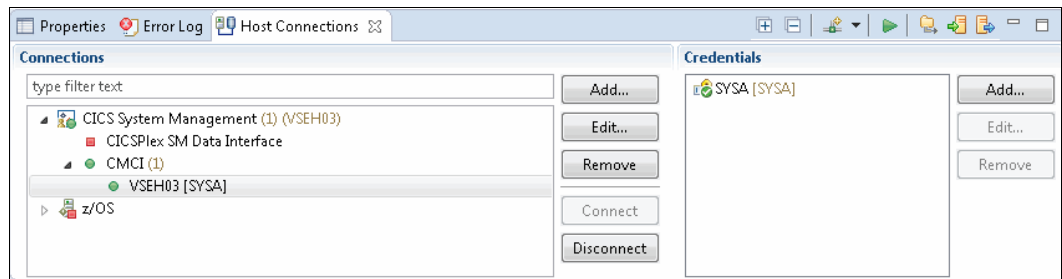 Properties Error Log Host Connections
Connections
type filter text
Add...
CICS System Management (1) (VSEH03)
Edit...
CICSPlex SM Data Interface
CMCI (1)
Remove
VSEH03 [SYSA]
z/OS
Connect
Disconnect
Credentials
SYSA [SYSA]
Add...
Edit...
Remove